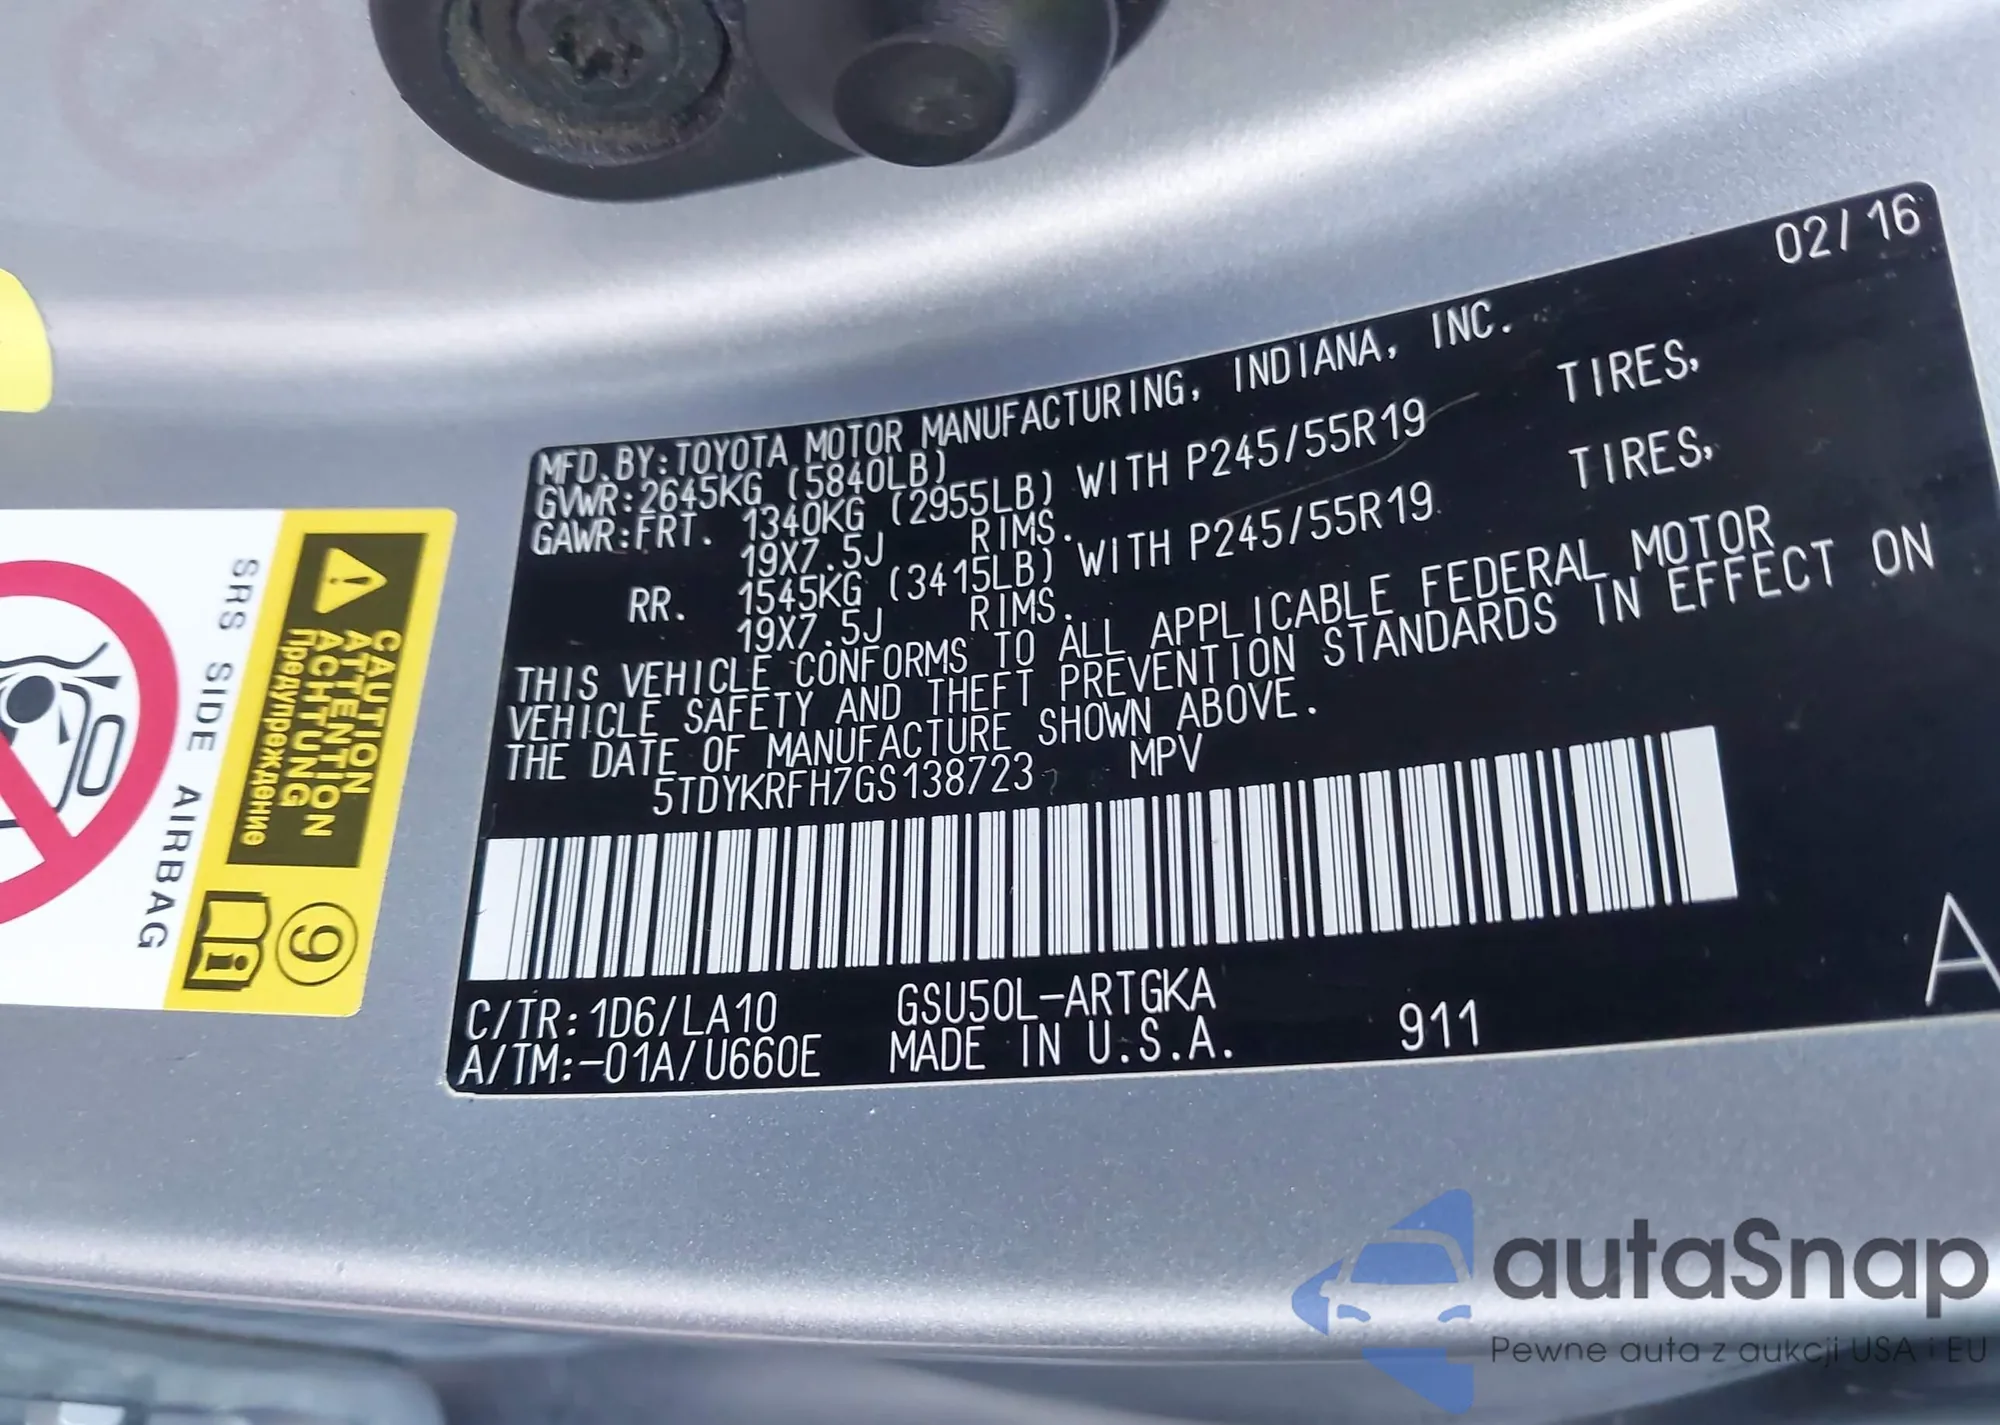 02/16
MFD.BY:TOYOTA MOTOR MANUFACTURING, INDIANA, INC.
GVWR:2645KG (5840LB)
GAWR:FRT. 1340KG (2955LB) WITH P245/55R19 TIRES,
19X7.5J RIMS.
RR. 1545KG (3415LB) WITH P245/55R19 TIRES,
19X7.5J RIMS.
THIS VEHICLE CONFORMS TO ALL APPLICABLE FEDERAL MOTOR
VEHICLE SAFETY AND THEFT PREVENTION STANDARDS IN EFFECT ON
THE DATE OF MANUFACTURE SHOWN ABOVE.
5TDYKRFH7GS138723 MPV
C/TR:1D6/LA10 GSU50L-ARTGKA
A/TM:-01A/U660E MADE IN U.S.A. 911
A
CAUTION
ATTENTION
ACHTUNG
Предупреждение
SRS SIDE AIRBAG
9
i
autaSnap
Pewne auta z aukcji USA i EU